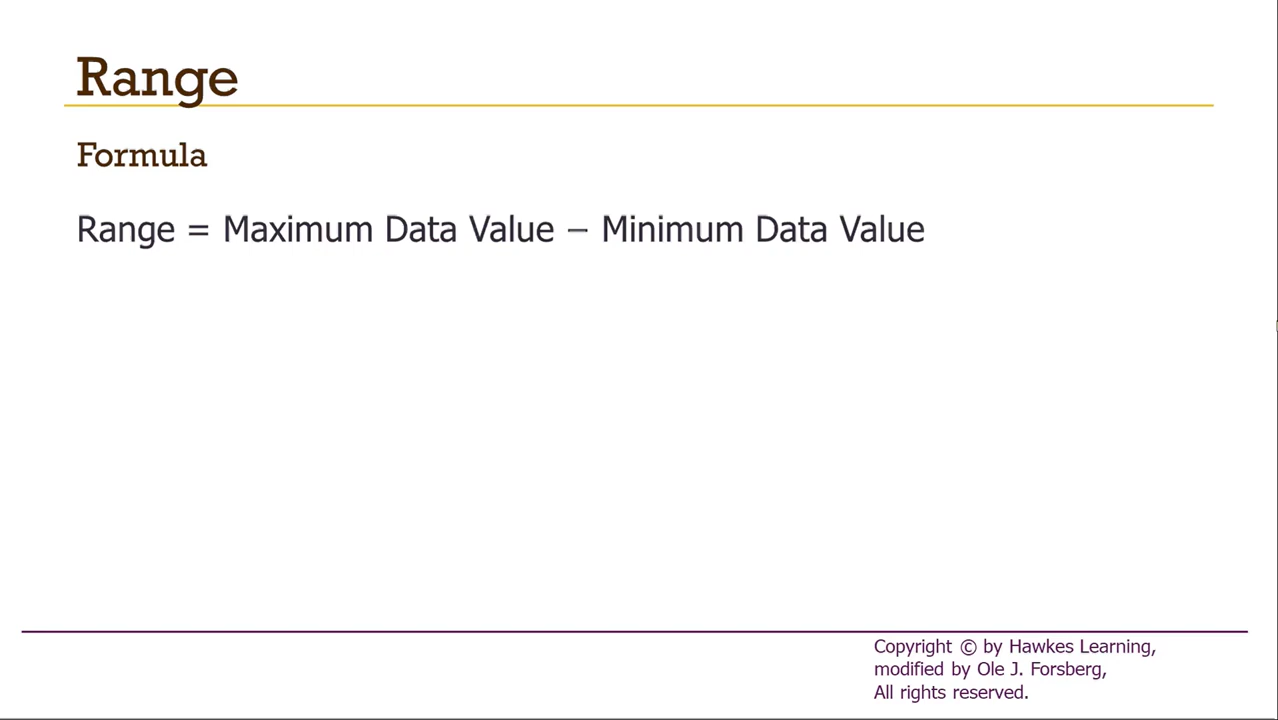 Range
Formula
Range = Maximum Data Value − Minimum Data Value
Copyright © by Hawkes Learning,
modified by Ole J. Forsberg,
All rights reserved.